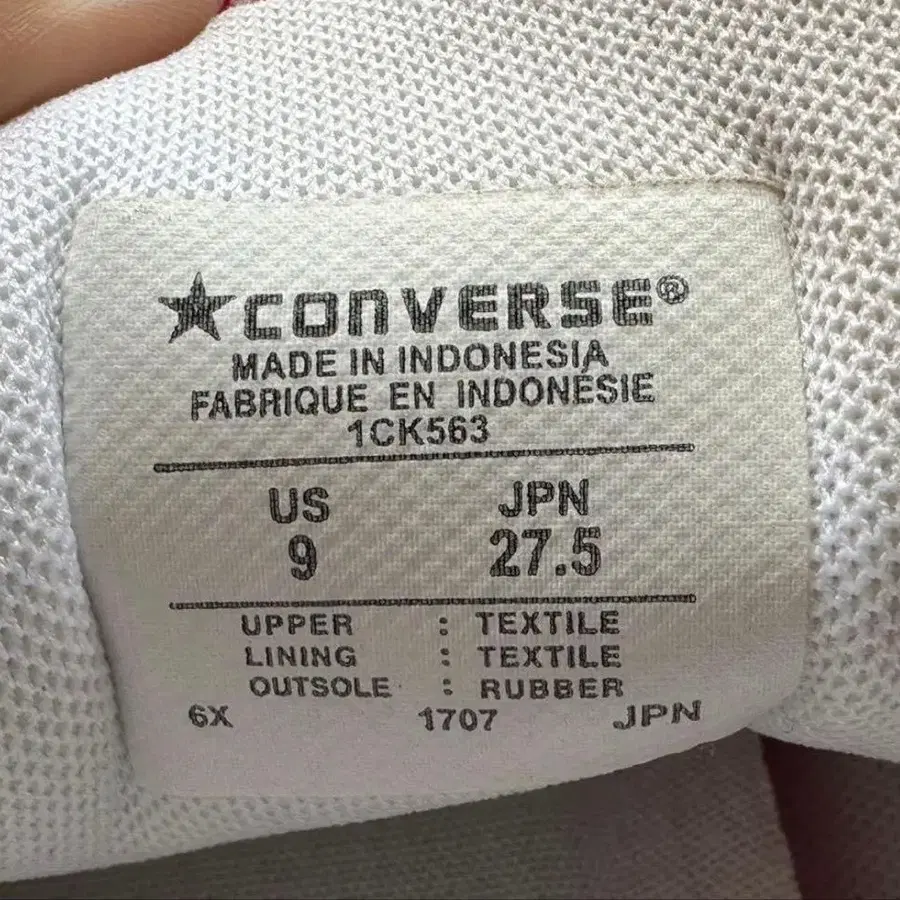 ★CONVERSE®
MADE IN INDONESIA
FABRIQUE EN INDONÉSIE
1CK563
US JPN
9 27.5
UPPER : TEXTILE
LINING : TEXTILE
OUTSOLE : RUBBER
6X 1707 JPN